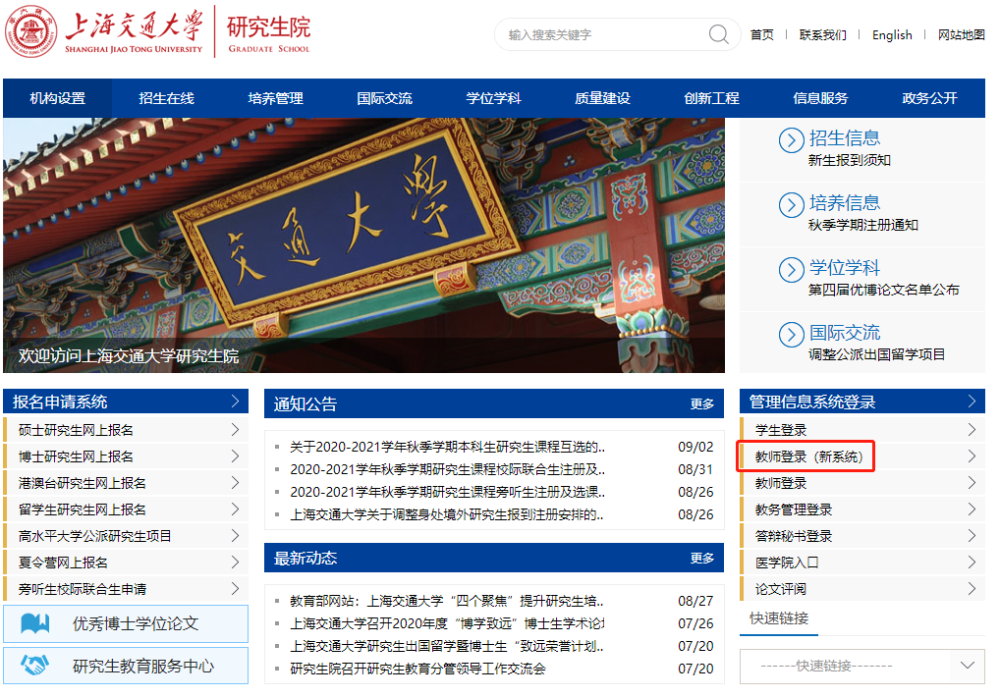 上海交通大学
SHANGHAI JIAO TONG UNIVERSITY
研究生院
GRADUATE SCHOOL
输入搜索关键字
首页 | 联系我们 | English | 网站地图
机构设置 招生在线 培养管理 国际交流 学位学科 质量建设 创新工程 信息服务 政务公开
交通大學
欢迎访问上海交通大学研究生院
招生信息
新生报到须知
培养信息
秋季学期注册通知
学位学科
第四届优博论文名单公布
国际交流
调整公派出国留学项目
报名申请系统
硕士研究生网上报名
博士研究生网上报名
港澳台研究生网上报名
留学生研究生网上报名
高水平大学公派研究生项目
夏令营网上报名
旁听生校际联合生申请
优秀博士学位论文
研究生教育服务中心
通知公告 更多
关于2020-2021学年秋季学期本科生研究生课程互选的.. 09/02
2020-2021学年秋季学期研究生课程校际联合生注册及.. 08/31
2020-2021学年秋季学期研究生课程旁听生注册及选课.. 08/26
上海交通大学关于调整身处境外研究生报到注册安排的.. 08/26
最新动态 更多
教育部网站：上海交通大学“四个聚焦”提升研究生培.. 08/27
上海交通大学召开2020年度“博学致远”博士生学术论 07/26
上海交通大学研究生出国留学暨博士生“致远荣誉计划.. 07/20
研究生院召开研究生教育分管领导工作交流会 07/20
管理信息系统登录
学生登录
教师登录（新系统）
教师登录
教务管理登录
答辩秘书登录
医学院入口
论文评阅
快速链接
------快速链接-------